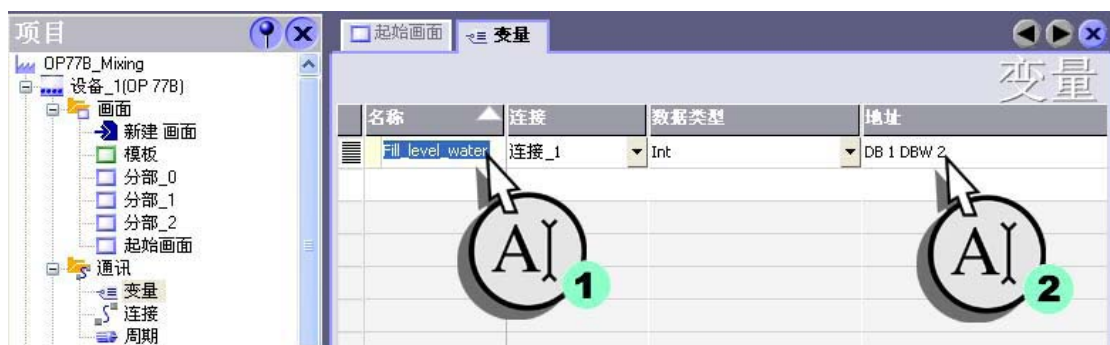 项目
OP77B_Mixing
设备_1(OP 77B)
画面
新建 画面
模板
分部_0
分部_1
分部_2
起始画面
通讯
变量
连接
周期
起始画面
变量
变量
名称 连接 数据类型 地址
Fill_level_water 连接_1 Int DB 1 DBW 2
A 1
A 2